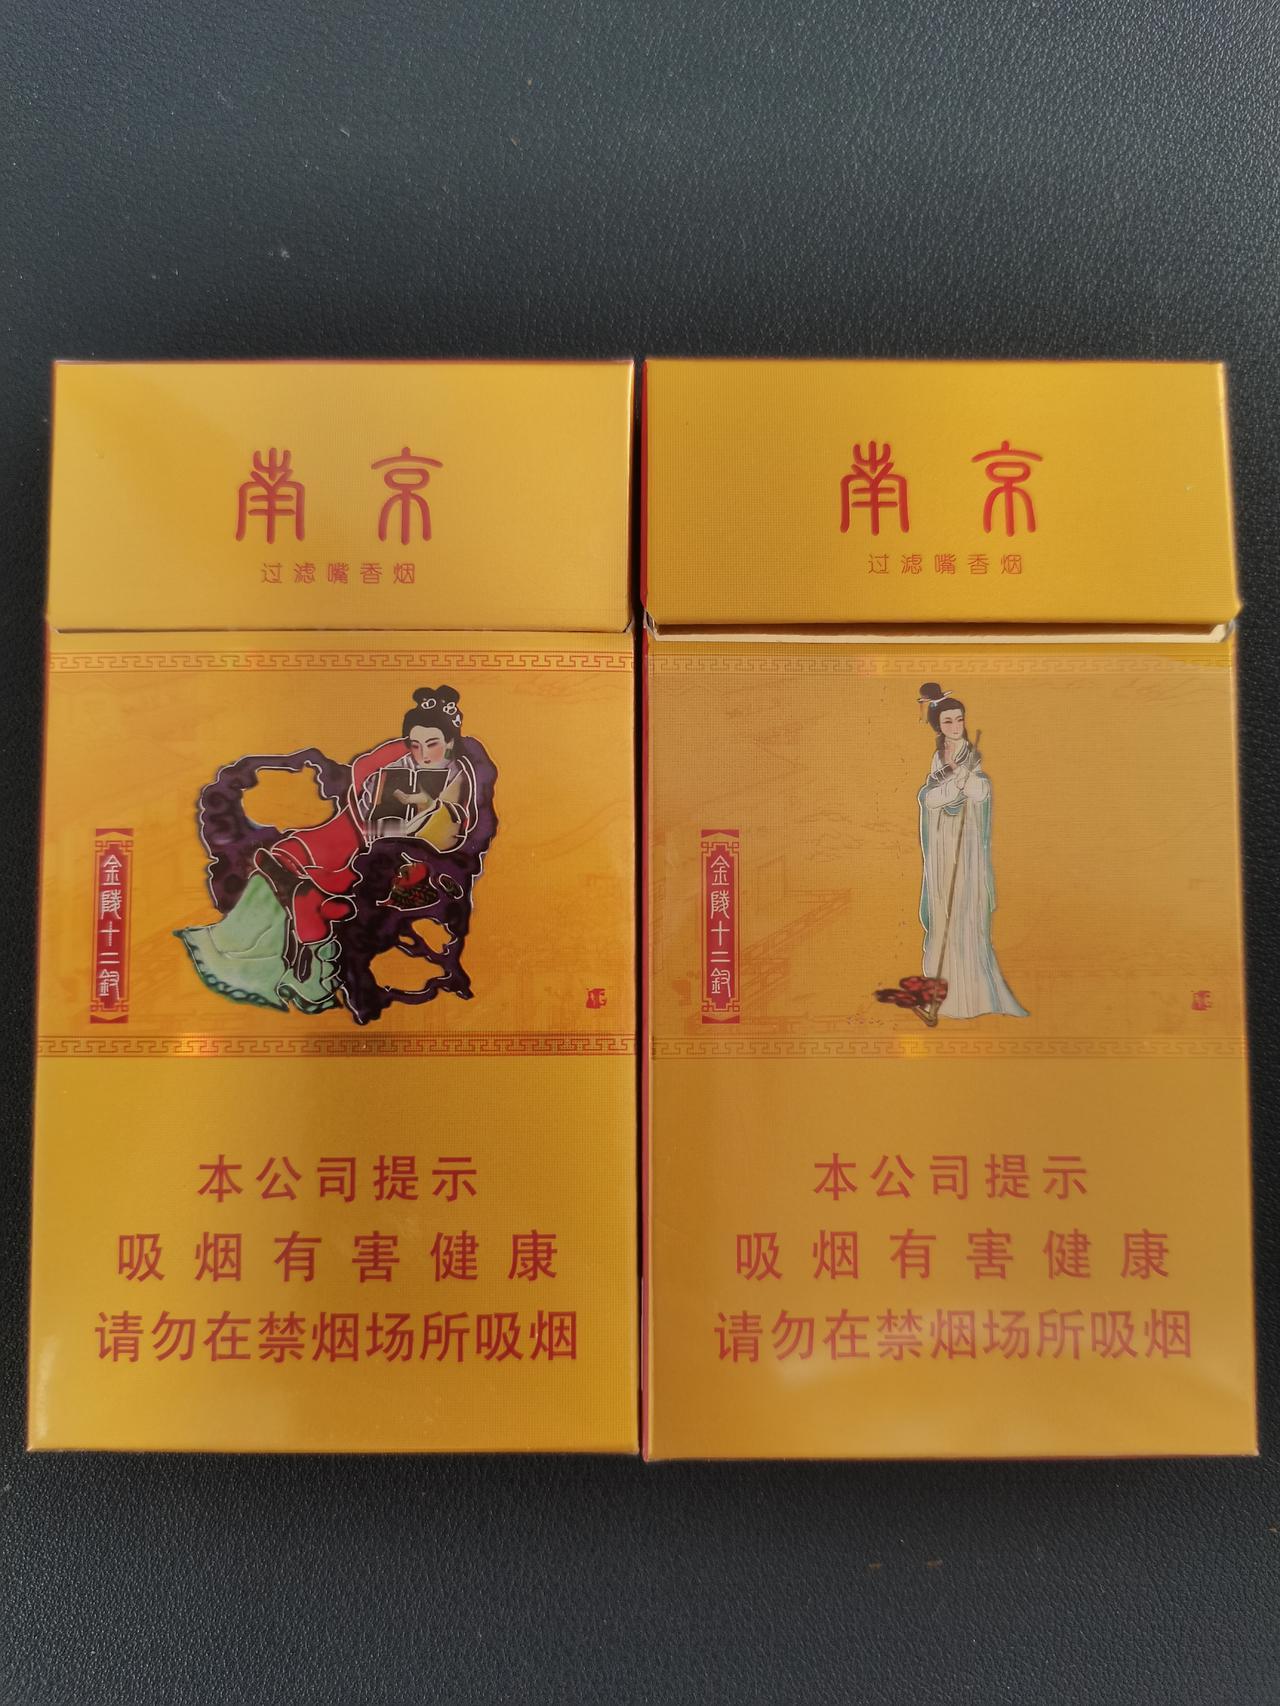 南京
过滤嘴香烟
金陵十二钗
本公司提示
吸烟有害健康
请勿在禁烟场所吸烟
南京
过滤嘴香烟
金陵十二钗
本公司提示
吸烟有害健康
请勿在禁烟场所吸烟